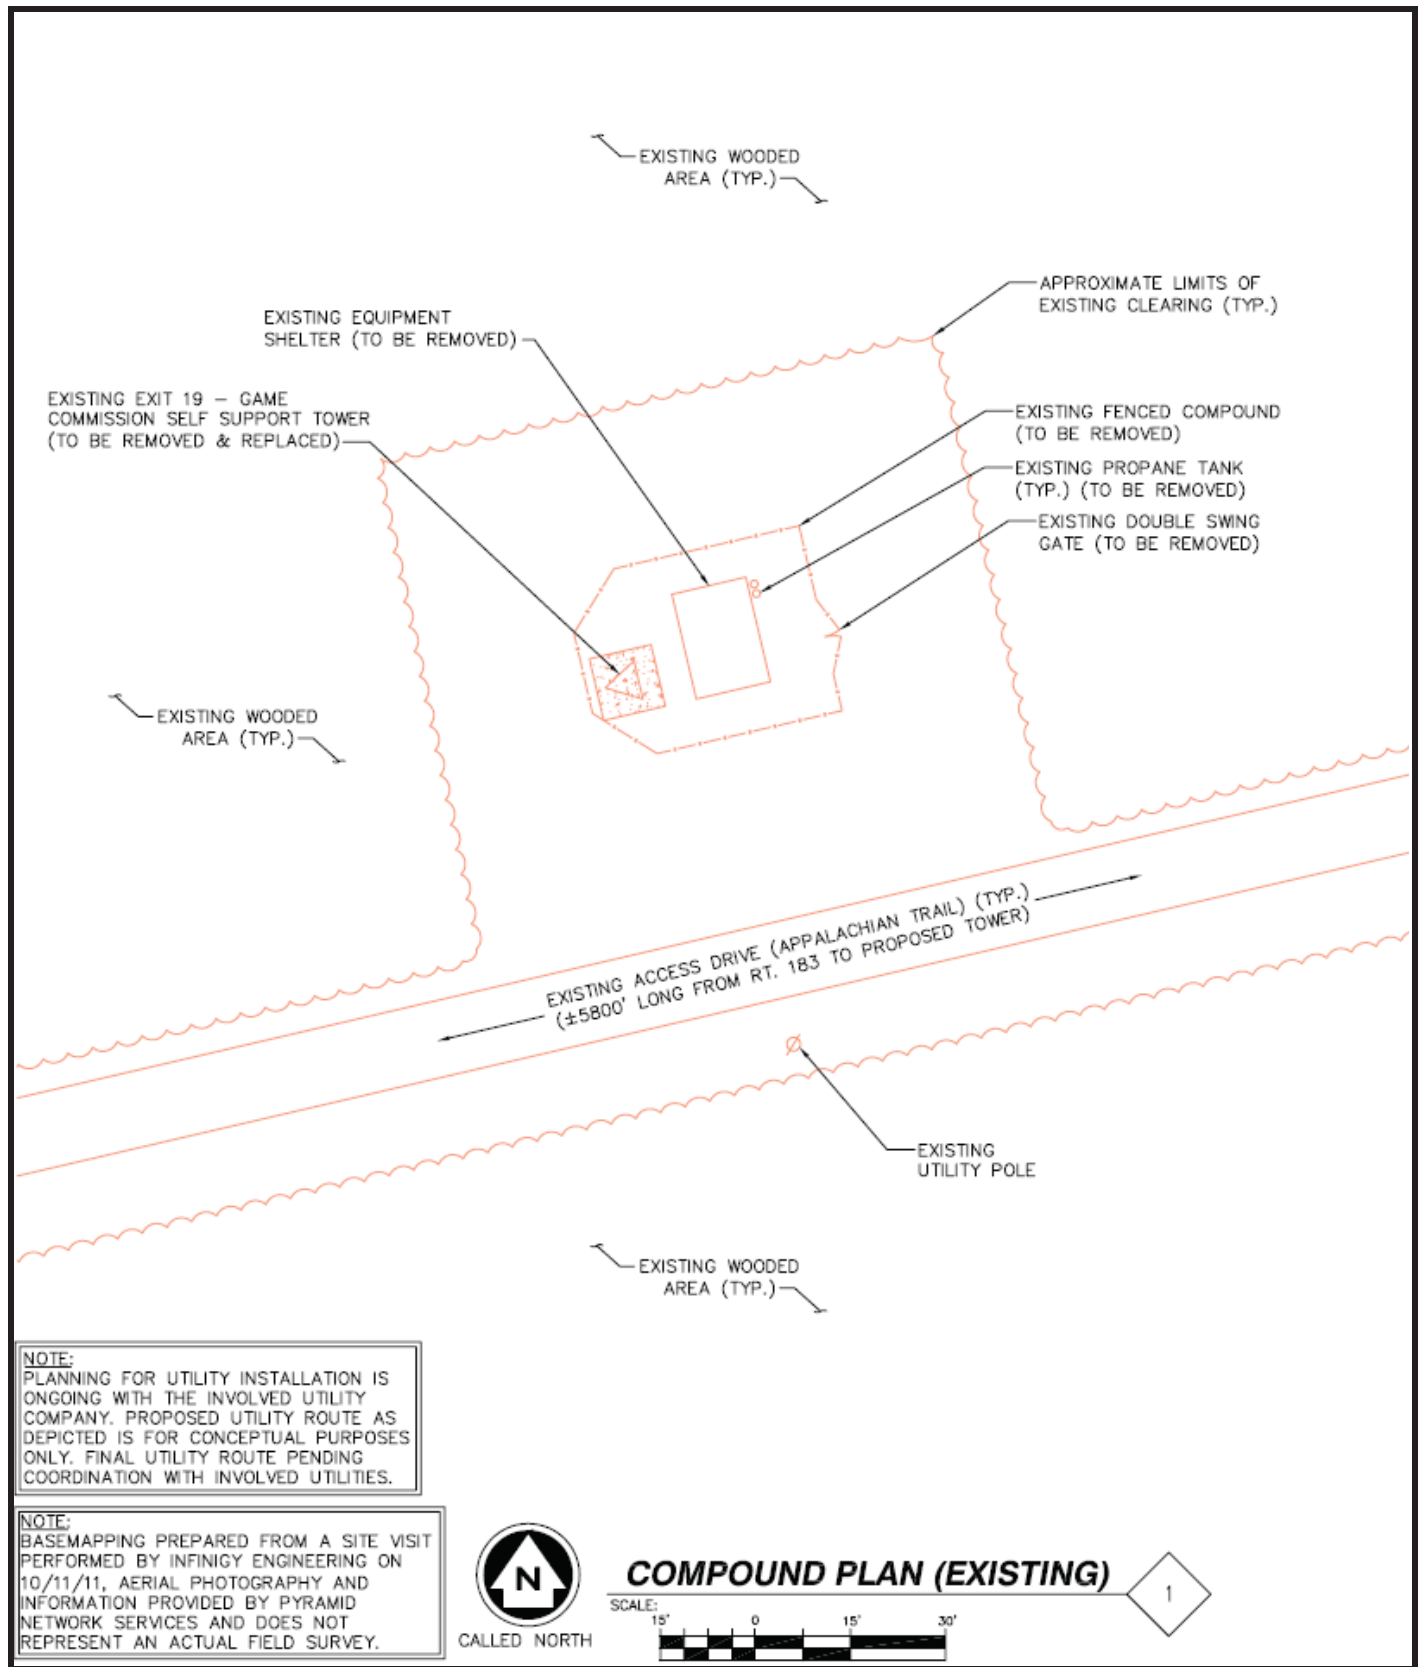 EXISTING WOODED
AREA (TYP.)
APPROXIMATE LIMITS OF
EXISTING CLEARING (TYP.)
EXISTING EQUIPMENT
SHELTER (TO BE REMOVED)
EXISTING EXIT 19 – GAME
COMMISSION SELF SUPPORT TOWER
(TO BE REMOVED & REPLACED)
EXISTING FENCED COMPOUND
(TO BE REMOVED)
EXISTING PROPANE TANK
(TYP.) (TO BE REMOVED)
EXISTING DOUBLE SWING
GATE (TO BE REMOVED)
EXISTING WOODED
AREA (TYP.)
EXISTING ACCESS DRIVE (APPALACHIAN TRAIL) (TYP.)
(±5800' LONG FROM RT. 183 TO PROPOSED TOWER)
EXISTING
UTILITY POLE
EXISTING WOODED
AREA (TYP.)
NOTE:
PLANNING FOR UTILITY INSTALLATION IS
ONGOING WITH THE INVOLVED UTILITY
COMPANY. PROPOSED UTILITY ROUTE AS
DEPICTED IS FOR CONCEPTUAL PURPOSES
ONLY. FINAL UTILITY ROUTE PENDING
COORDINATION WITH INVOLVED UTILITIES.
NOTE:
BASEMAPPING PREPARED FROM A SITE VISIT
PERFORMED BY INFINIGY ENGINEERING ON
10/11/11, AERIAL PHOTOGRAPHY AND
INFORMATION PROVIDED BY PYRAMID
NETWORK SERVICES AND DOES NOT
REPRESENT AN ACTUAL FIELD SURVEY.
N
CALLED NORTH
COMPOUND PLAN (EXISTING)
1
SCALE:
15' 0 15' 30'